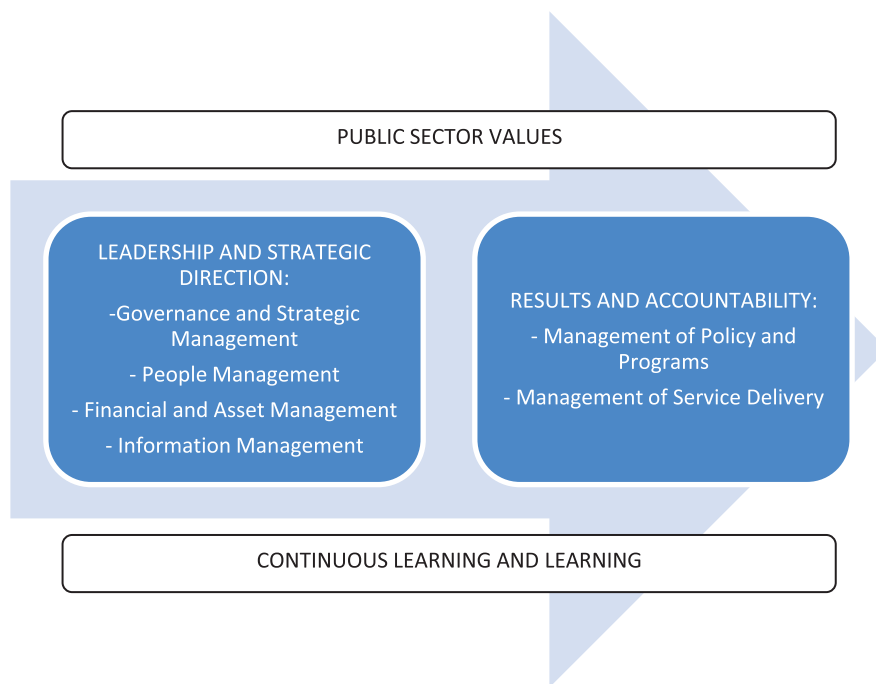 PUBLIC SECTOR VALUES
LEADERSHIP AND STRATEGIC
DIRECTION:
-Governance and Strategic
Management
- People Management
- Financial and Asset Management
- Information Management
RESULTS AND ACCOUNTABILITY:
- Management of Policy and
Programs
- Management of Service Delivery
CONTINUOUS LEARNING AND LEARNING